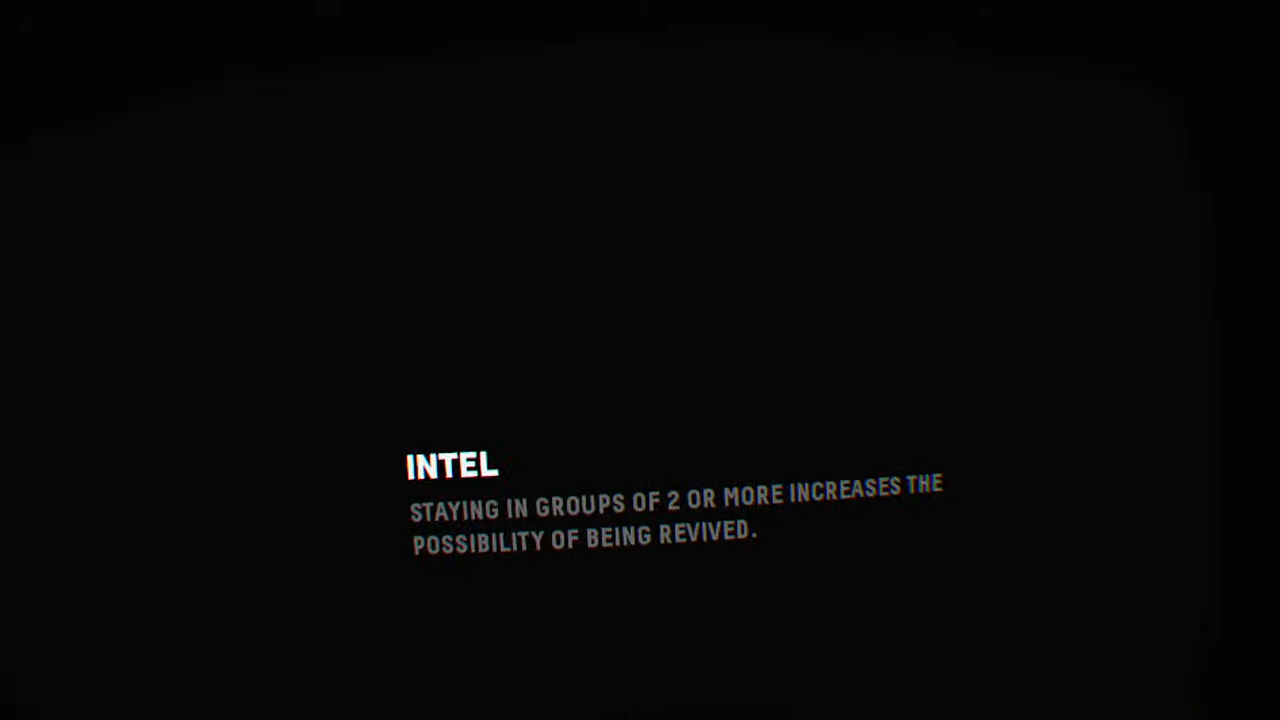 INTEL
STAYING IN GROUPS OF 2 OR MORE INCREASES THE
POSSIBILITY OF BEING REVIVED.